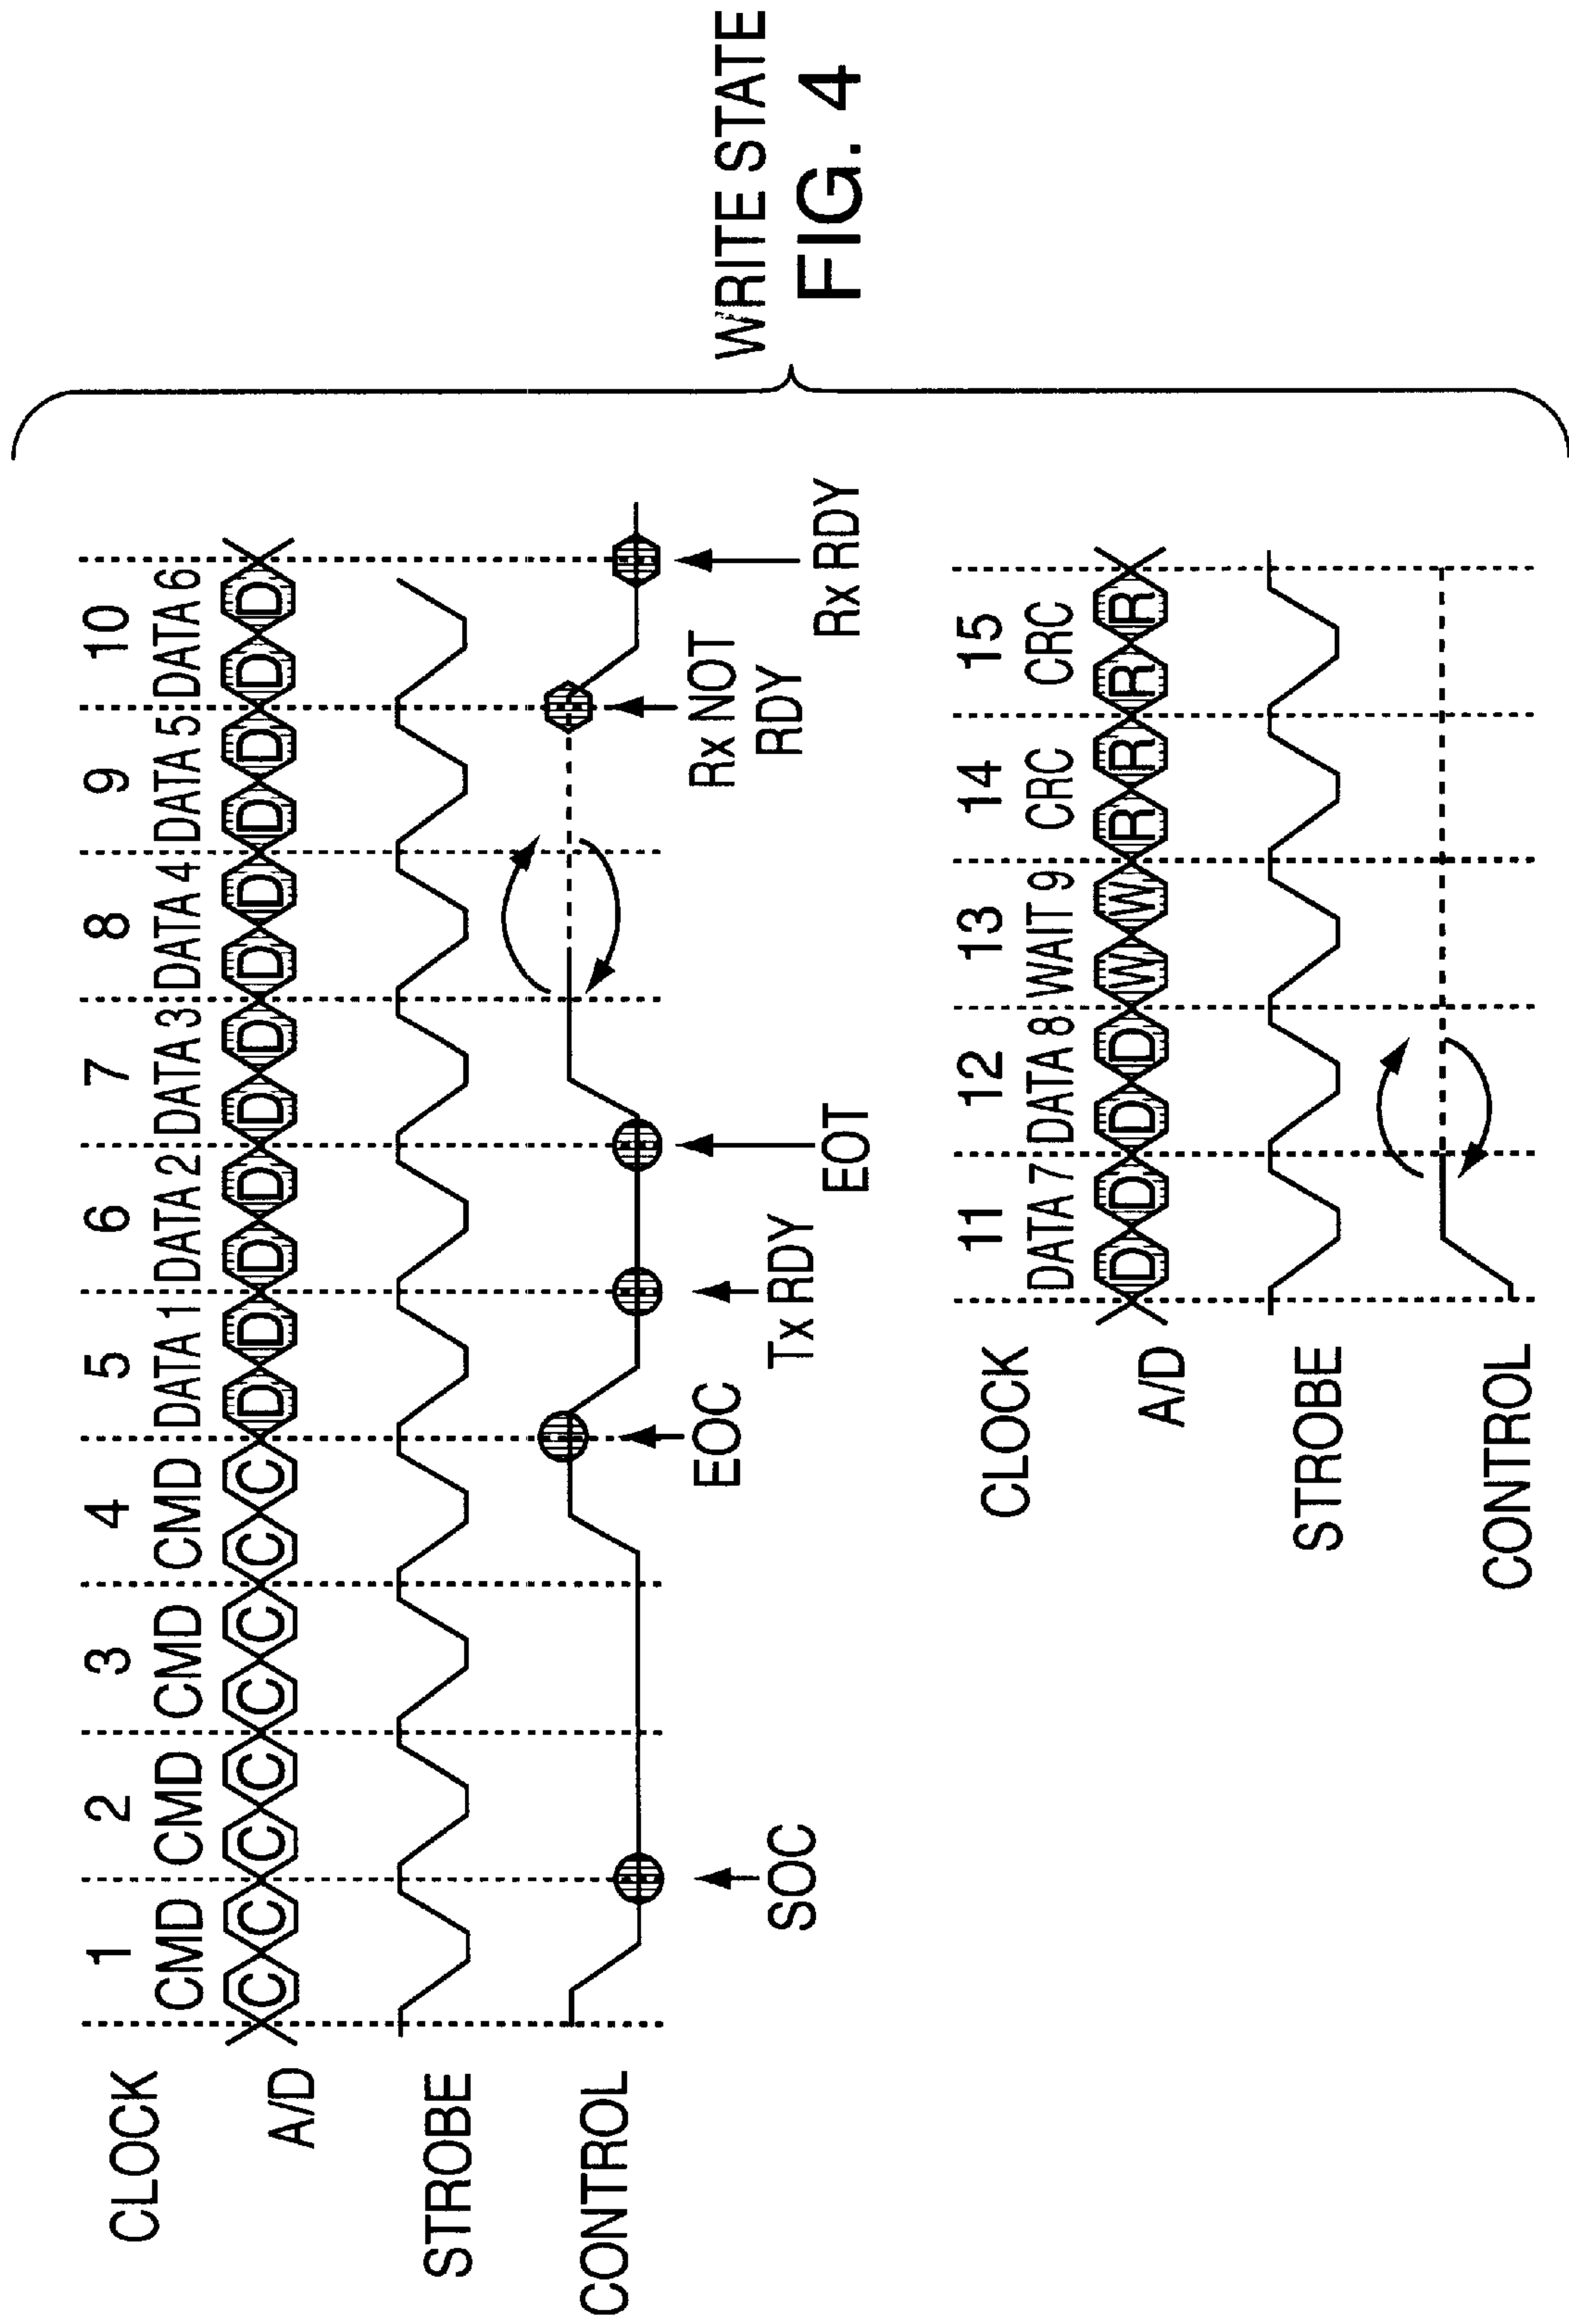 CLOCK 1 2 3 4 5 6 7 8 9 10
CMD CMD CMD CMD DATA 1 DATA 2 DATA 3 DATA 4 DATA 5 DATA 6
A/D C C C C C C C C D D D D D D D D D D D D
STROBE
CONTROL
SOC
EOC
Tx RDY
EOT
Rx NOT
RDY
Rx RDY
CLOCK 11 12 13 14 15
DATA 7 DATA 8 WAIT 9 CRC CRC
A/D D D D D W W R R R R
STROBE
CONTROL
WRITE STATE
FIG. 4